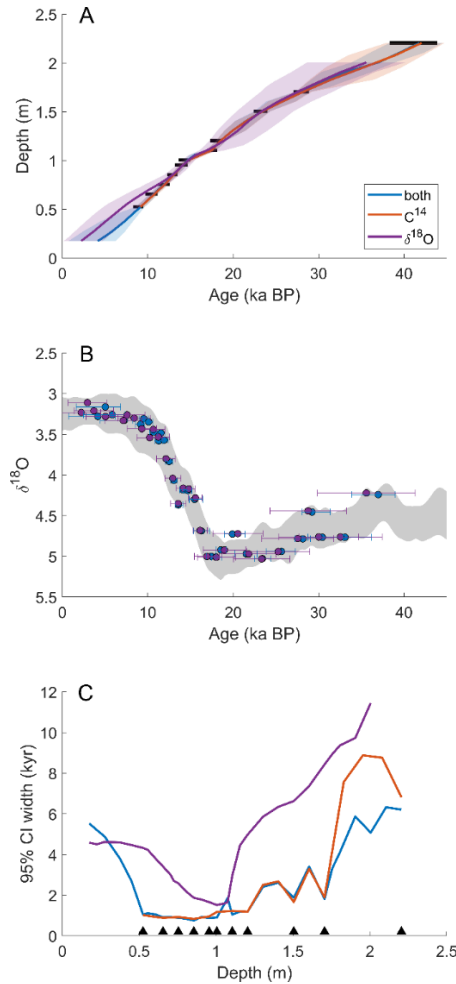 A
2.5
2
1.5
1
0.5
0
Depth (m)
both
C14
δ18O
0 10 20 30 40
Age (ka BP)
B
2.5
3
3.5
4
4.5
5
5.5
δ18O
0 10 20 30 40
Age (ka BP)
C
12
10
8
6
4
2
0
95% CI width (kyr)
0 0.5 1 1.5 2 2.5
Depth (m)